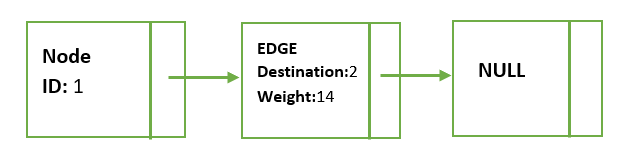 Node
ID: 1
EDGE
Destination:2
Weight:14
NULL